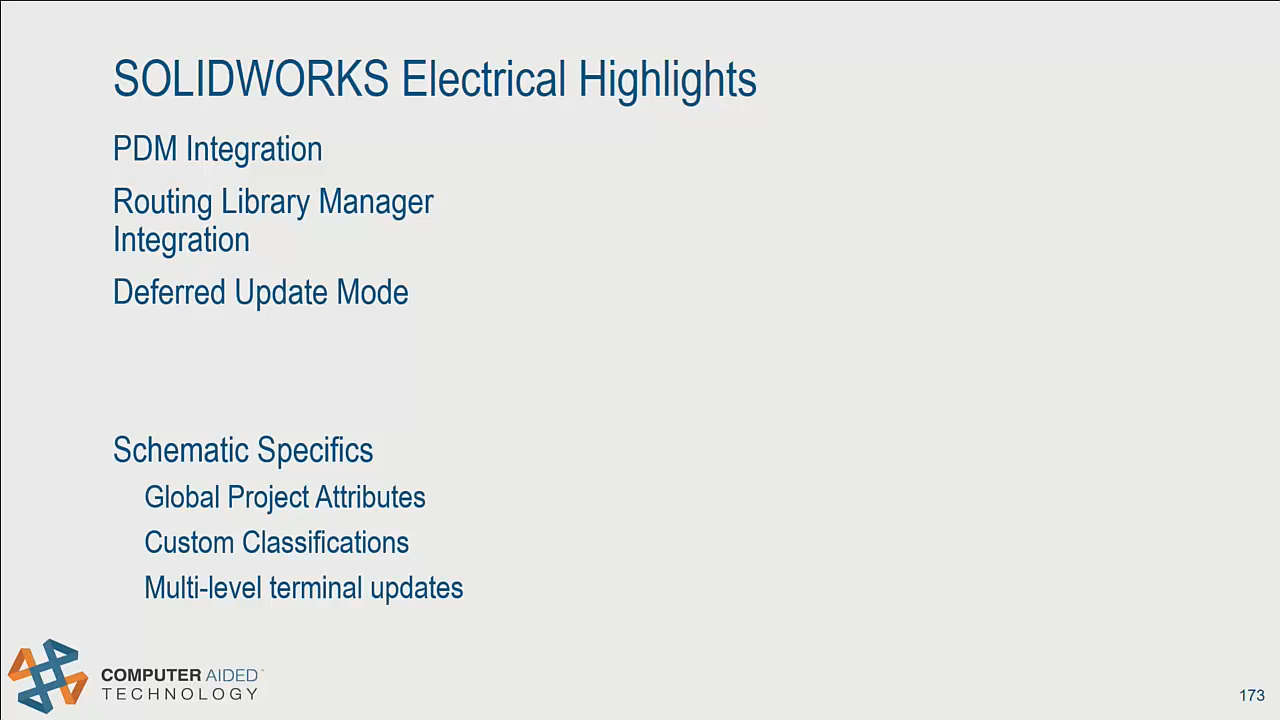 SOLIDWORKS Electrical Highlights
PDM Integration
Routing Library Manager
Integration
Deferred Update Mode
Schematic Specifics
Global Project Attributes
Custom Classifications
Multi-level terminal updates
COMPUTER AIDED
TECHNOLOGY
173